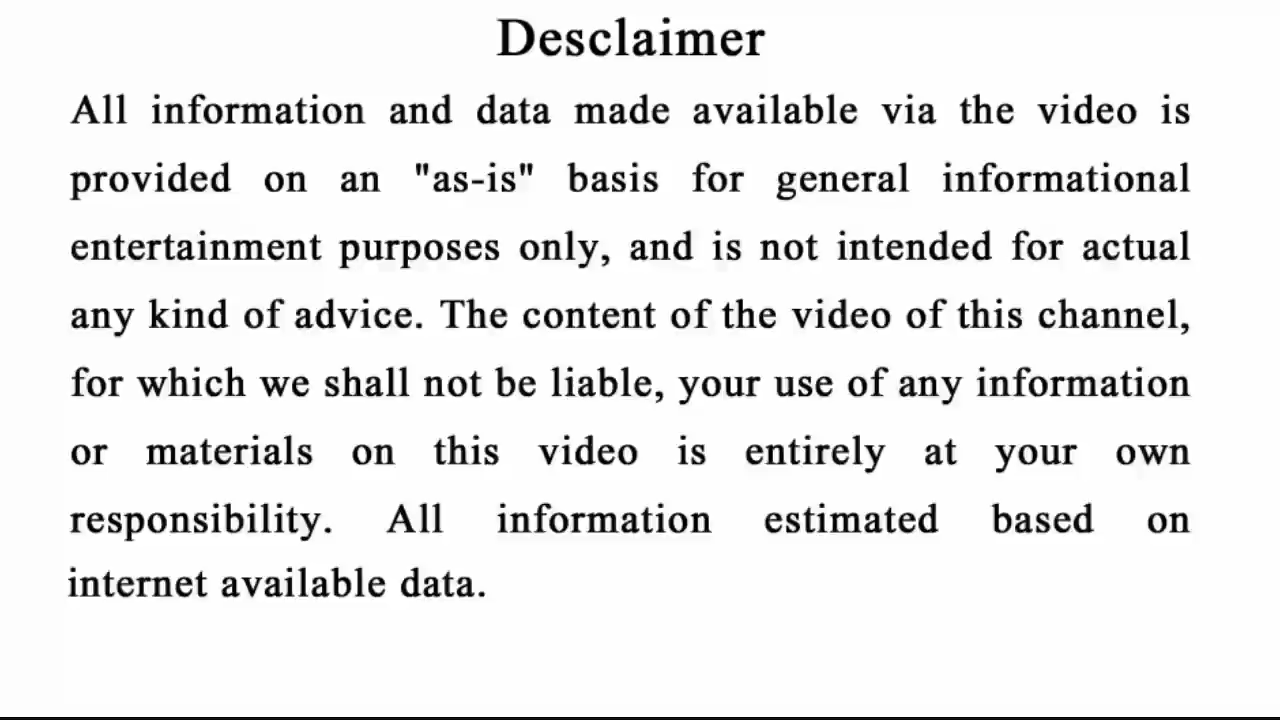 Desclaimer
All information and data made available via the video is
provided on an "as-is" basis for general informational
entertainment purposes only, and is not intended for actual
any kind of advice. The content of the video of this channel,
for which we shall not be liable, your use of any information
or materials on this video is entirely at your own
responsibility. All information estimated based on
internet available data.